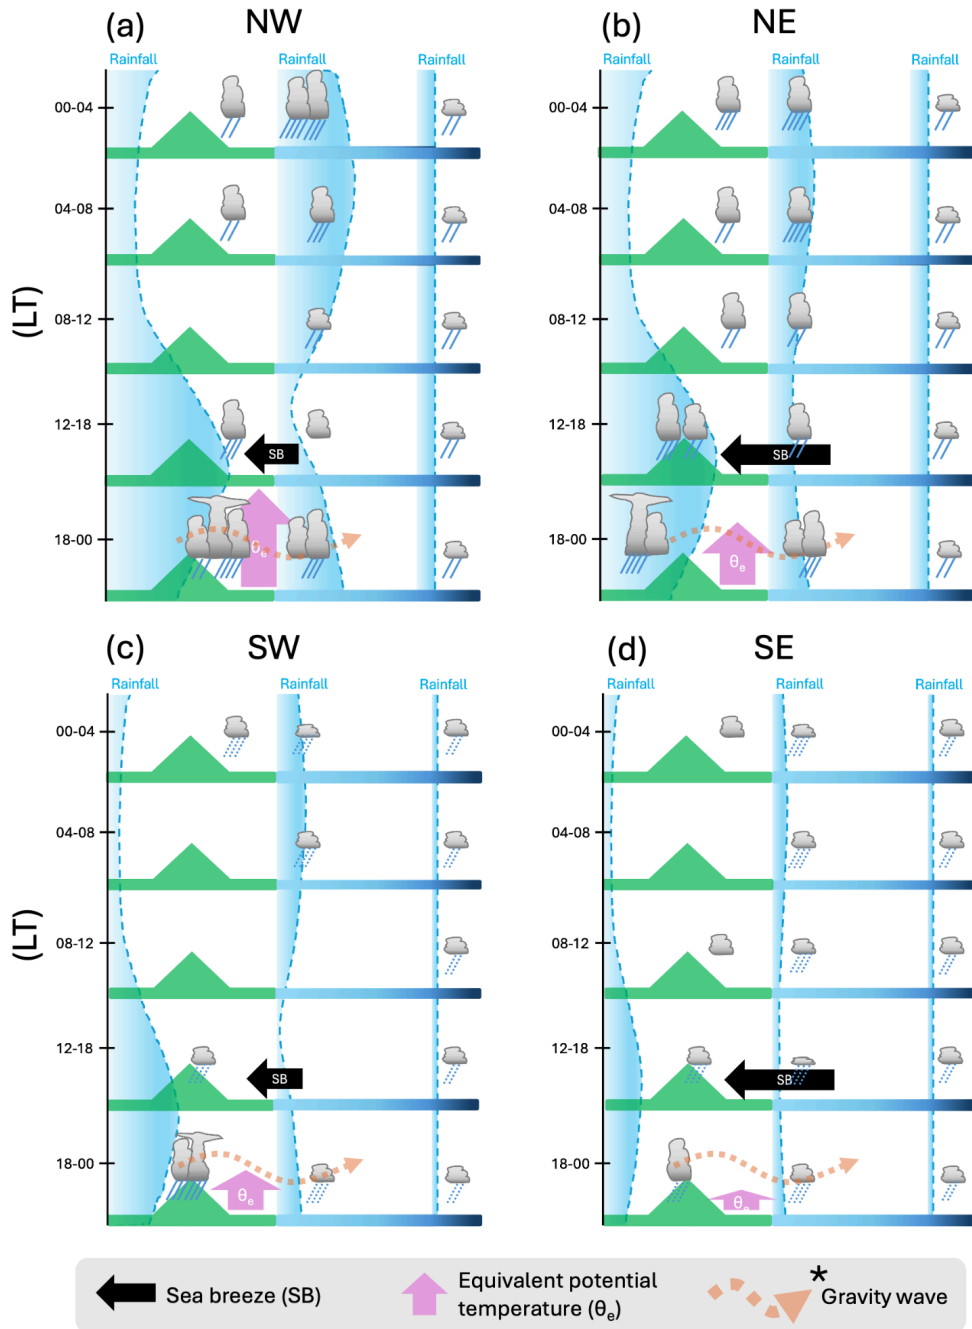 (a) NW
Rainfall Rainfall Rainfall
00-04
04-08
08-12
12-18
SB
18-00
θe
(LT)
(b) NE
Rainfall Rainfall Rainfall
00-04
04-08
08-12
12-18
SB
18-00
θe
(c) SW
Rainfall Rainfall Rainfall
00-04
04-08
08-12
12-18
SB
18-00
θe
(LT)
(d) SE
Rainfall Rainfall Rainfall
00-04
04-08
08-12
12-18
SB
18-00
θe
Sea breeze (SB)
Equivalent potential
temperature (θe)
*
Gravity wave